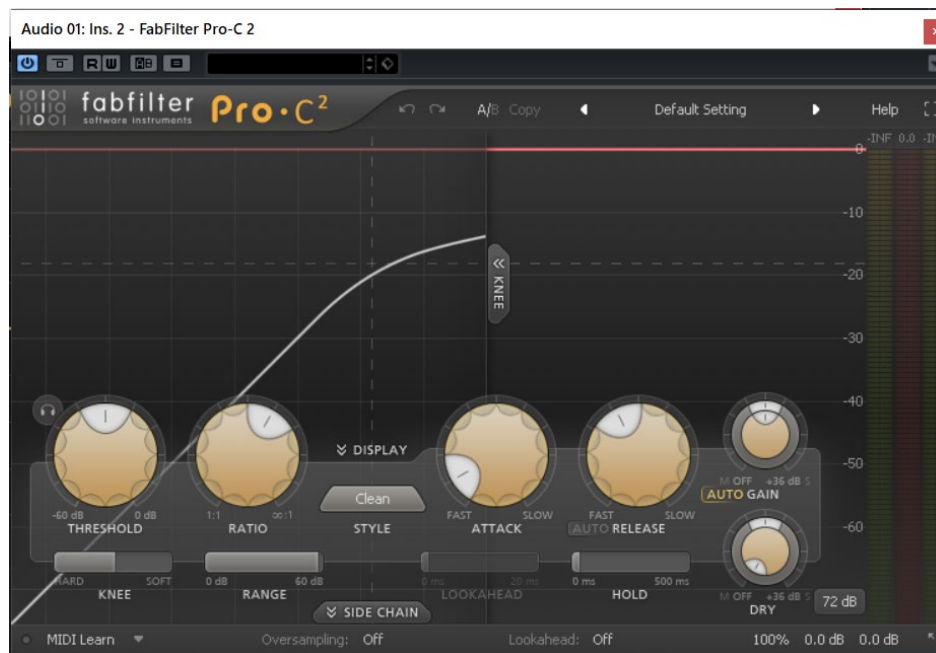 Audio 01: Ins. 2 - FabFilter Pro-C 2
R W AB
fabfilter Pro·C²
software instruments
A/B Copy
Default Setting
Help
-INF 0.0 -IN
0
-10
-20
KNEE
-30
-40
-50
-60
DISPLAY
-60 dB 0 dB
THRESHOLD
1:1 ∞:1
RATIO
Clean
STYLE
FAST SLOW
ATTACK
FAST SLOW
AUTO RELEASE
M OFF +36 dB S
AUTO GAIN
HARD SOFT
KNEE
0 dB 60 dB
RANGE
0 ms 20 ms
LOOKAHEAD
0 ms 500 ms
HOLD
M OFF +36 dB S
DRY
72 dB
SIDE CHAIN
MIDI Learn
Oversampling: Off
Lookahead: Off
100% 0.0 dB 0.0 dB